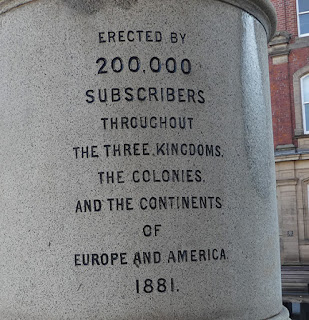 ERECTED BY
200,000
SUBSCRIBERS
THROUGHOUT
THE THREE KINGDOMS,
THE COLONIES,
AND THE CONTINENTS
OF
EUROPE AND AMERICA
1881.